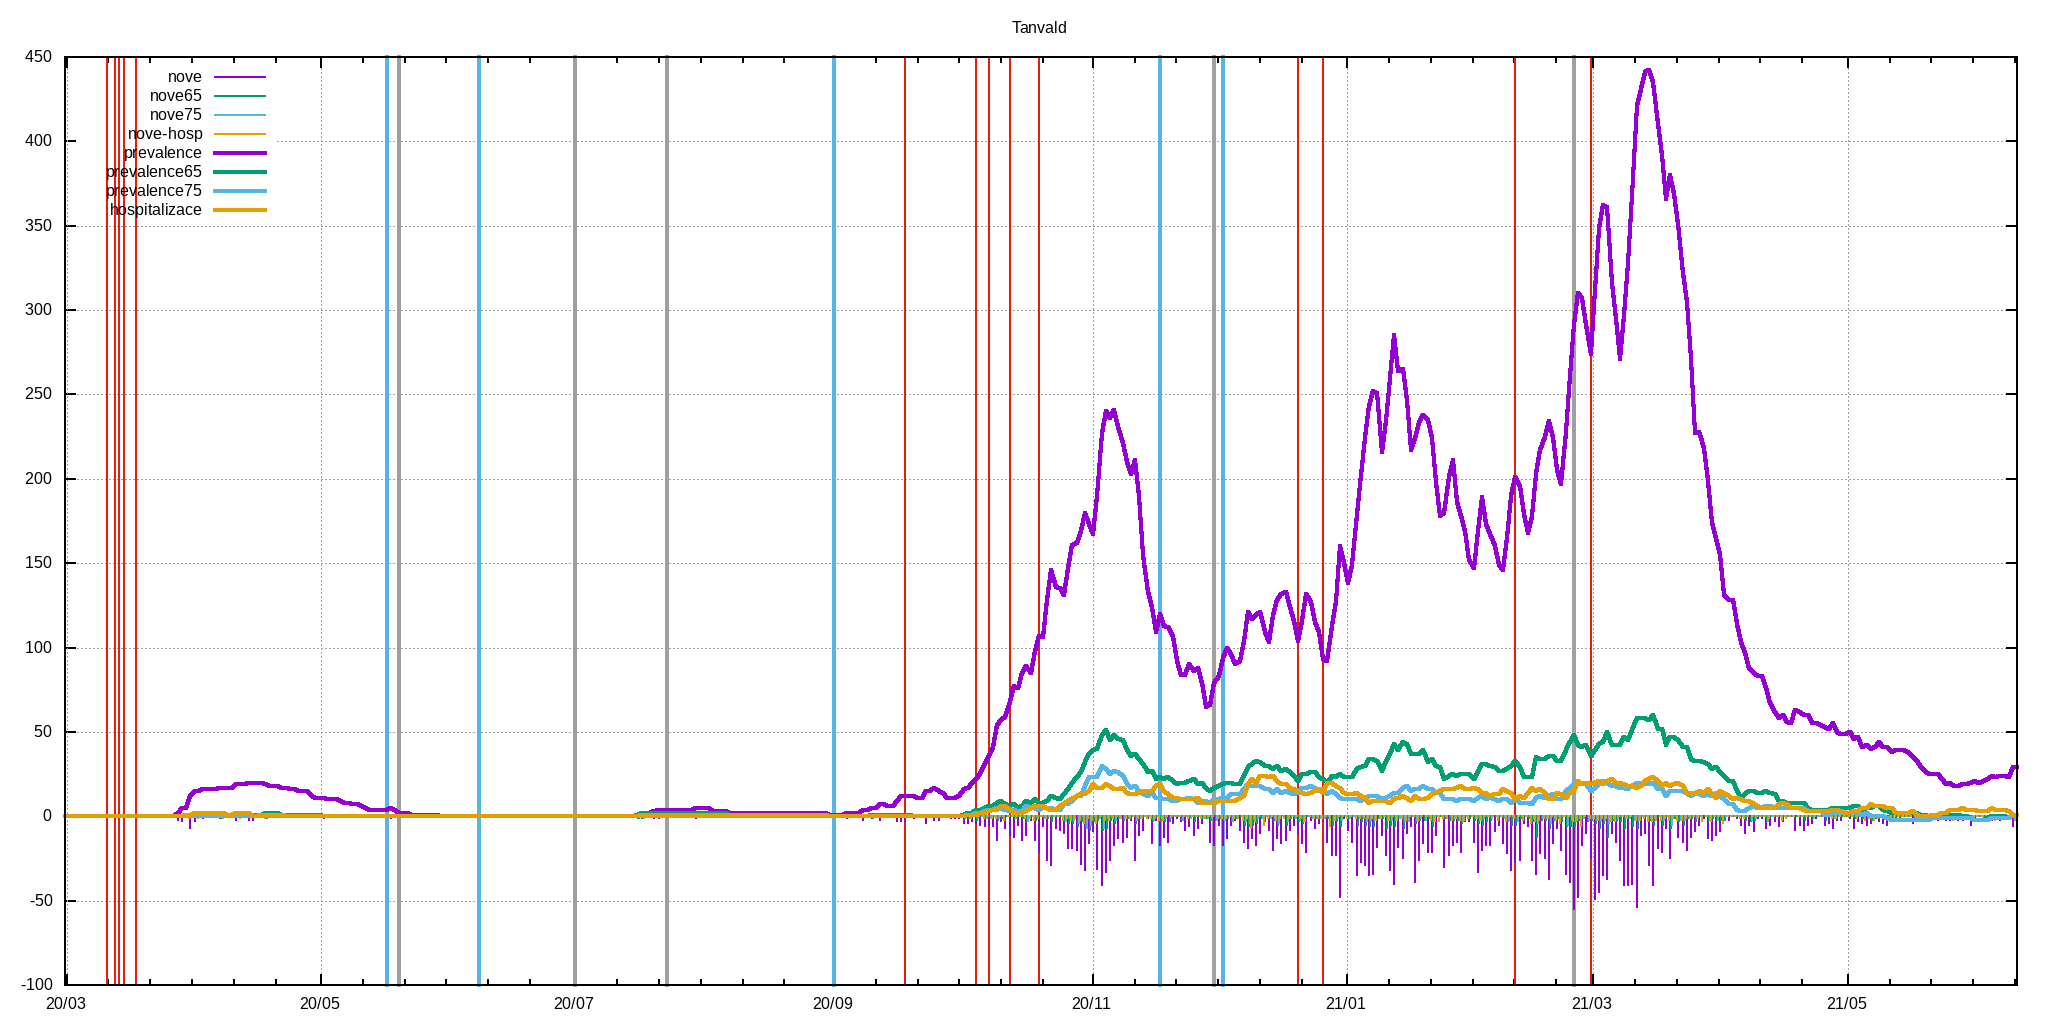 Tanvald
450
400
350
300
250
200
150
100
50
0
-50
-100
nove
nove65
nove75
nove-hosp
prevalence
prevalence65
prevalence75
hospitalizace
20/03 20/05 20/07 20/09 20/11 21/01 21/03 21/05